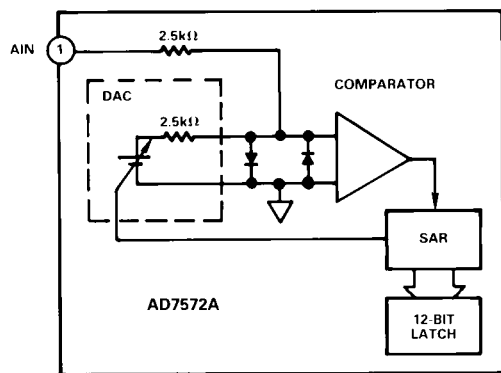 AIN
1
2.5kΩ
COMPARATOR
DAC
2.5kΩ
SAR
AD7572A
12-BIT
LATCH